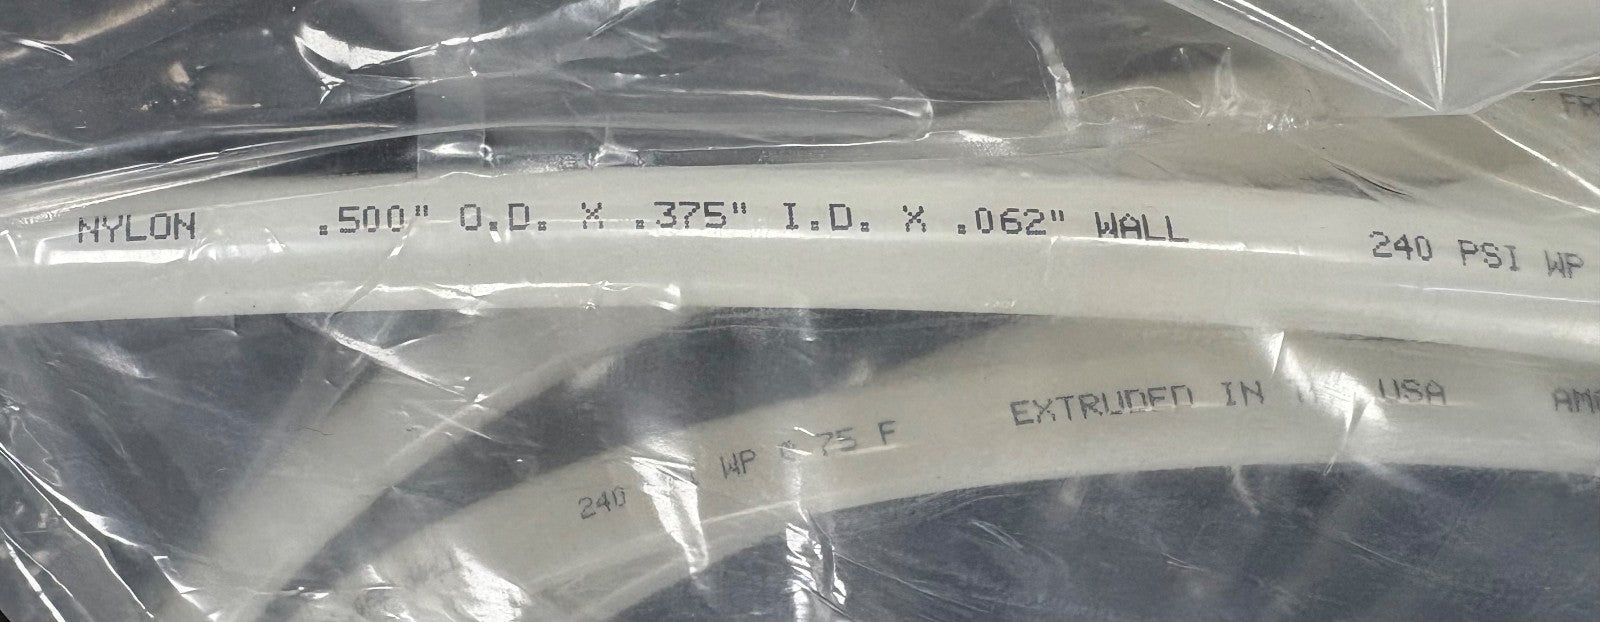 NYLON .500" O.D. X .375" I.D. X .062" WALL 240 PSI WP
240 WP 75 F EXTRUDED IN USA